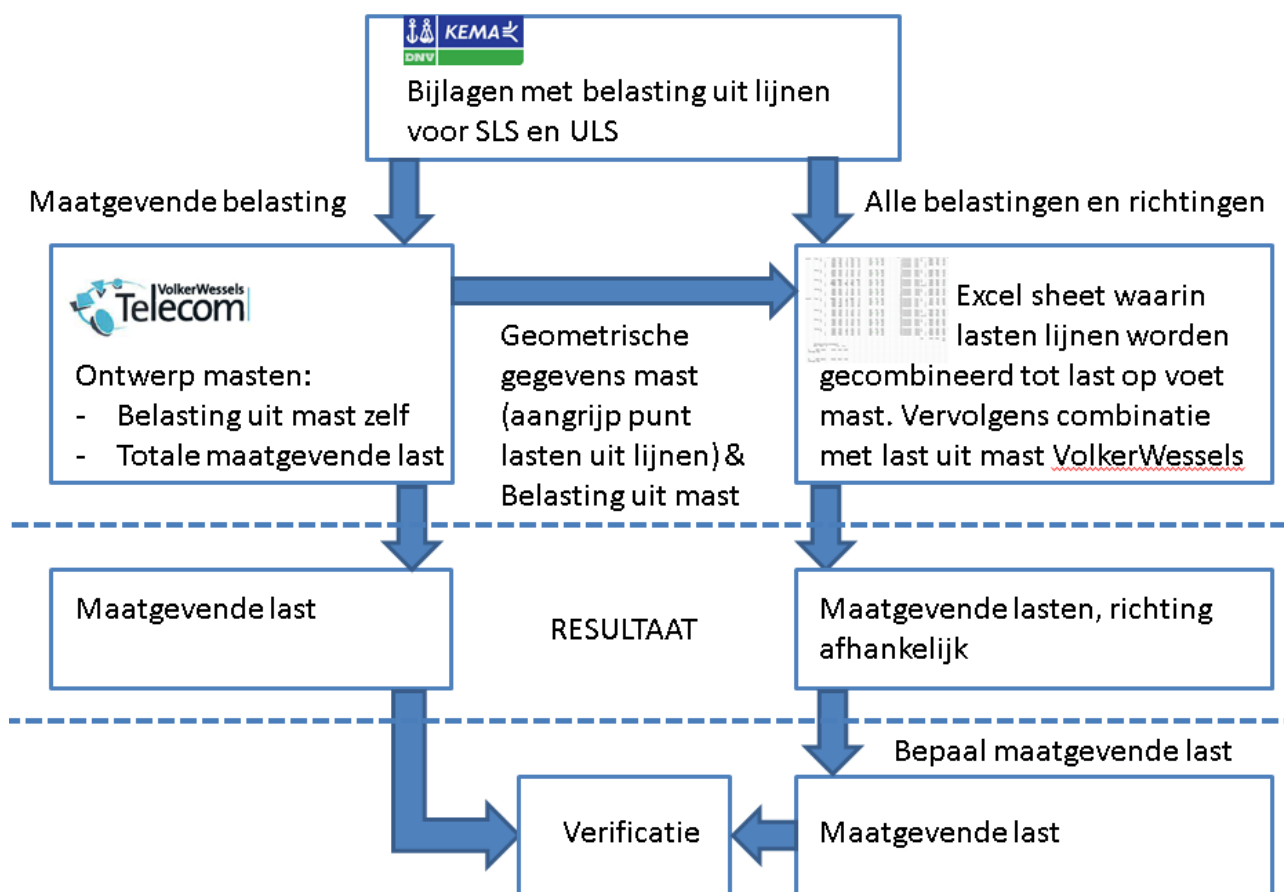 KEMA
DNV
Bijlagen met belasting uit lijnen
voor SLS en ULS
Maatgevende belasting
Alle belastingen en richtingen
VolkerWessels
Telecom
Ontwerp masten:
- Belasting uit mast zelf
- Totale maatgevende last
Geometrische
gegevens mast
(aangrijp punt
lasten uit lijnen) &
Belasting uit mast
Excel sheet waarin
lasten lijnen worden
gecombineerd tot last op voet
mast. Vervolgens combinatie
met last uit mast VolkerWessels
Maatgevende last
RESULTAAT
Maatgevende lasten, richting
afhankelijk
Bepaal maatgevende last
Verificatie
Maatgevende last